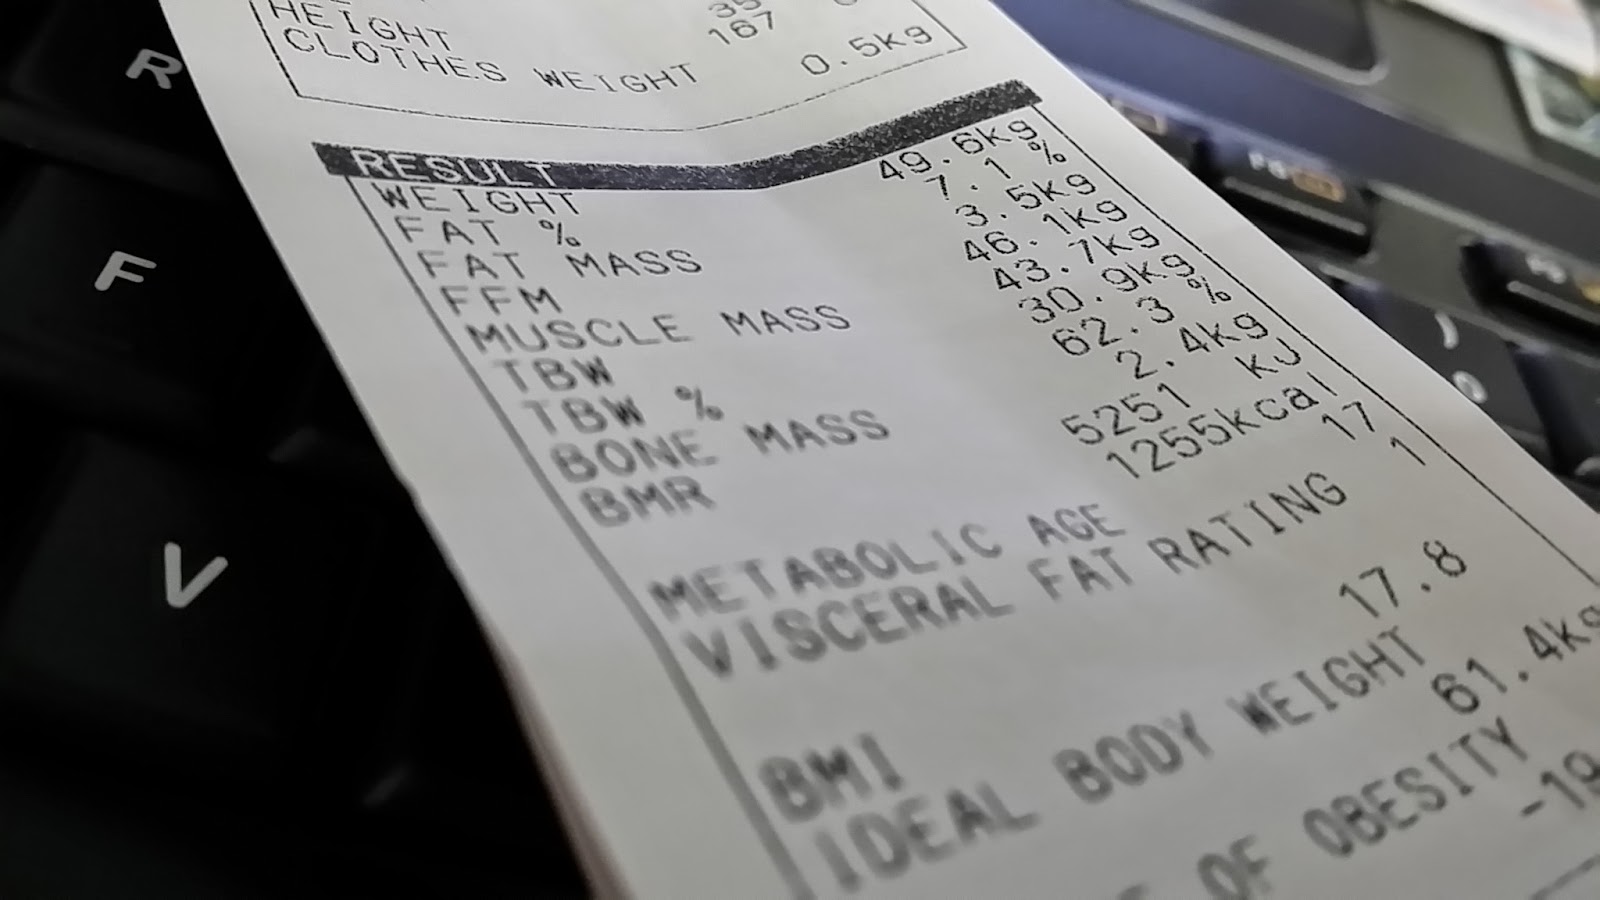 HEIGHT 167
CLOTHES WEIGHT 0.5kg
RESULT
WEIGHT 49.6kg
FAT % 7.1 %
FAT MASS 3.5kg
FFM 46.1kg
MUSCLE MASS 43.7kg
TBW 30.9kg
TBW % 62.3 %
BONE MASS 2.4kg
BMR 5251 kJ
1255kcal
METABOLIC AGE 17
VISCERAL FAT RATING 1
BMI 17.8
IDEAL BODY WEIGHT 61.4kg
OF OBESITY -19
R
F
V